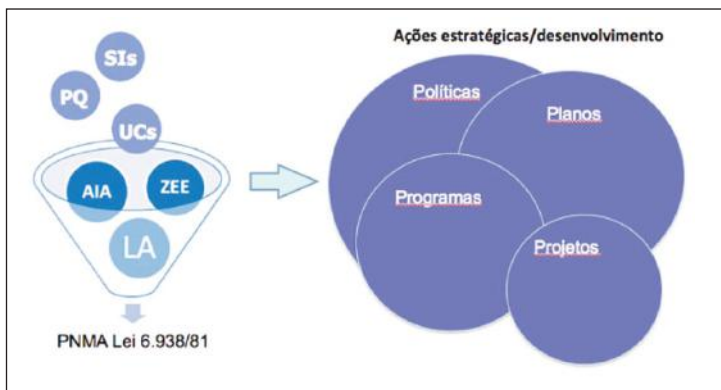 Ações estratégicas/desenvolvimento
SIs
PQ
UCs
AIA
ZEE
LA
PNMA Lei 6.938/81
Políticas
Planos
Programas
Projetos